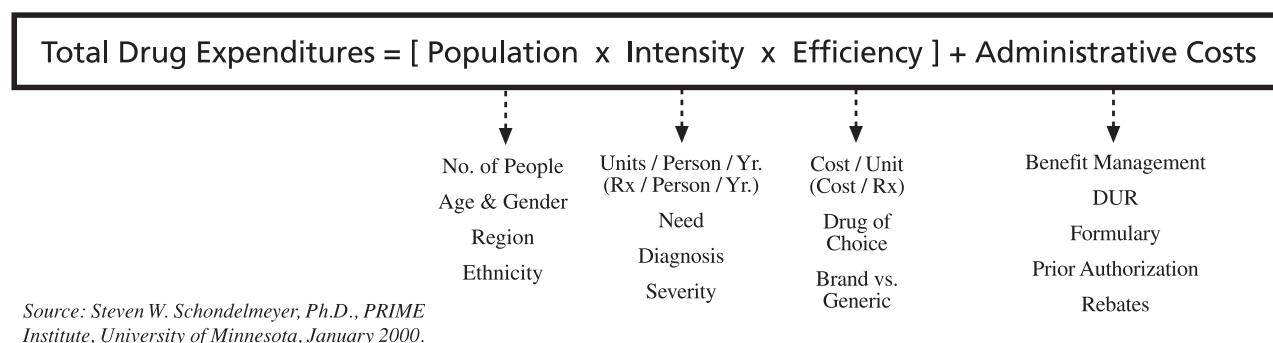 Total Drug Expenditures = [ Population x Intensity x Efficiency ] + Administrative Costs
No. of People
Age & Gender
Region
Ethnicity
Units / Person / Yr.
(Rx / Person / Yr.)
Need
Diagnosis
Severity
Cost / Unit
(Cost / Rx)
Drug of
Choice
Brand vs.
Generic
Benefit Management
DUR
Formulary
Prior Authorization
Rebates
Source: Steven W. Schondelmeyer, Ph.D., PRIME
Institute, University of Minnesota, January 2000.